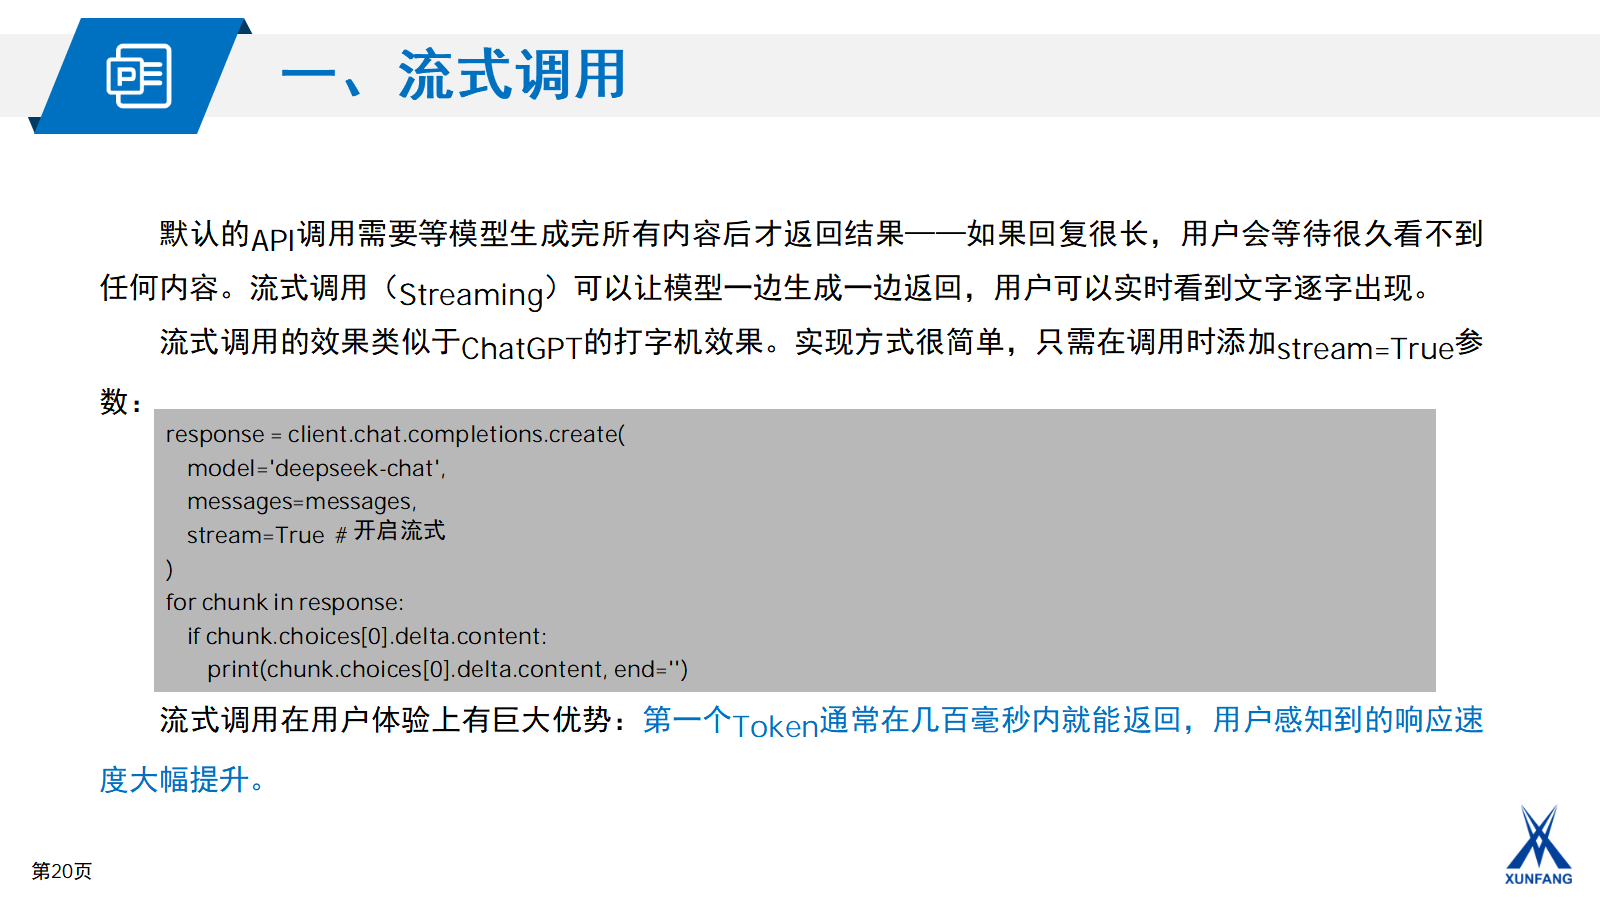 一、流式调用
默认的API调用需要等模型生成完所有内容后才返回结果——如果回复很长，用户会等待很久看不到
任何内容。流式调用（Streaming）可以让模型一边生成一边返回，用户可以实时看到文字逐字出现。
流式调用的效果类似于ChatGPT的打字机效果。实现方式很简单，只需在调用时添加stream=True参
数：
response = client.chat.completions.create(
    model='deepseek-chat',
    messages=messages,
    stream=True  # 开启流式
)
for chunk in response:
    if chunk.choices[0].delta.content:
        print(chunk.choices[0].delta.content, end='')
流式调用在用户体验上有巨大优势：第一个Token通常在几百毫秒内就能返回，用户感知到的响应速
度大幅提升。
第20页
XUNFANG